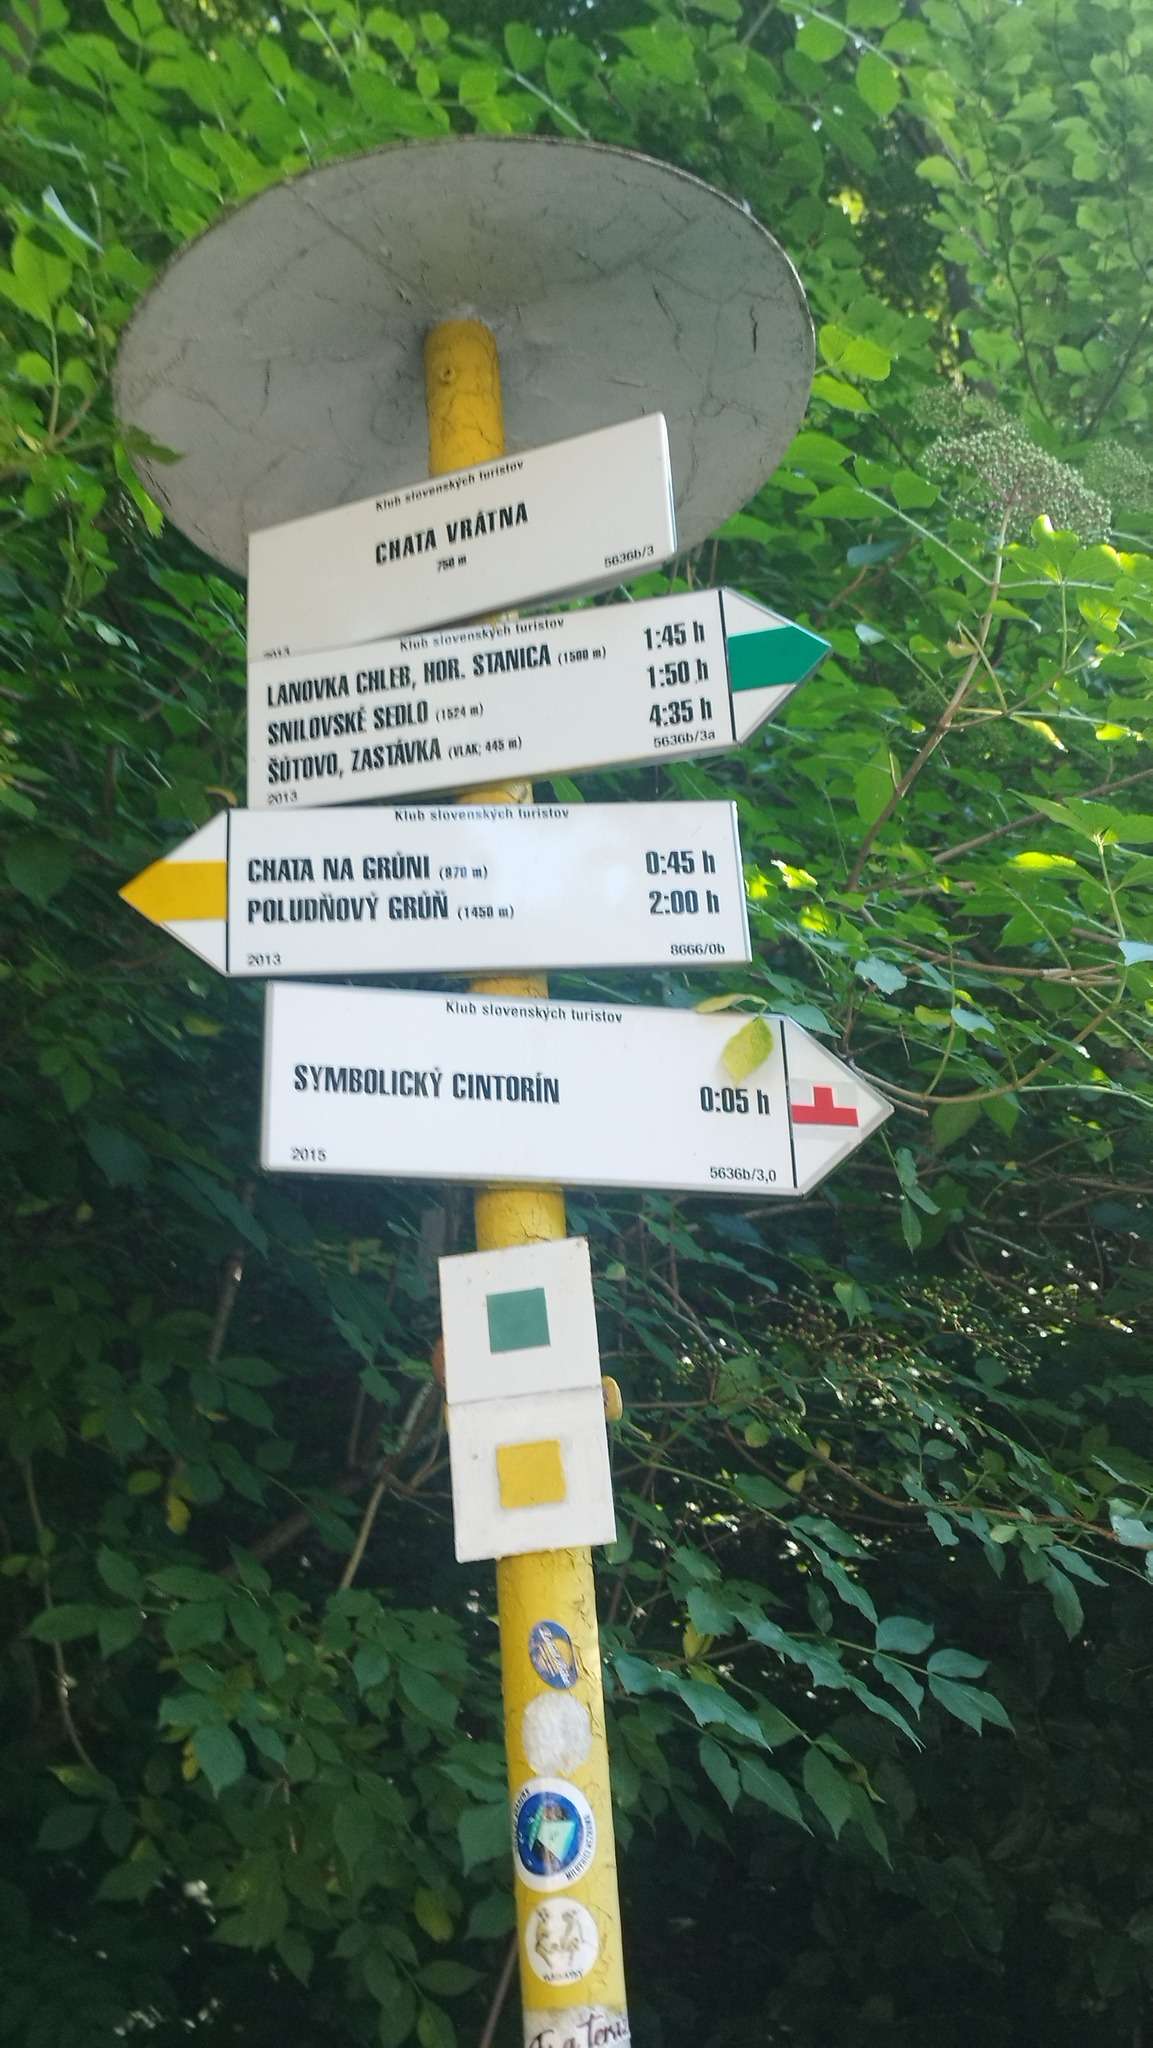 Klub slovenských turistov
CHATA VRÁTNA
750 m
5636b/3
2013
Klub slovenských turistov
LANOVKA CHLEB, HOR. STANICA (1500 m) 1:45 h
SNILOVSKÉ SEDLO (1524 m) 1:50 h
ŠÚTOVO, ZASTÁVKA (VLAK; 445 m) 4:35 h
2013 5636b/3a
Klub slovenských turistov
CHATA NA GRÚNI (970 m) 0:45 h
POLUDŇOVÝ GRÚŇ (1450 m) 2:00 h
2013 8666/0b
Klub slovenských turistov
SYMBOLICKÝ CINTORÍN 0:05 h
2015 5636b/3,0